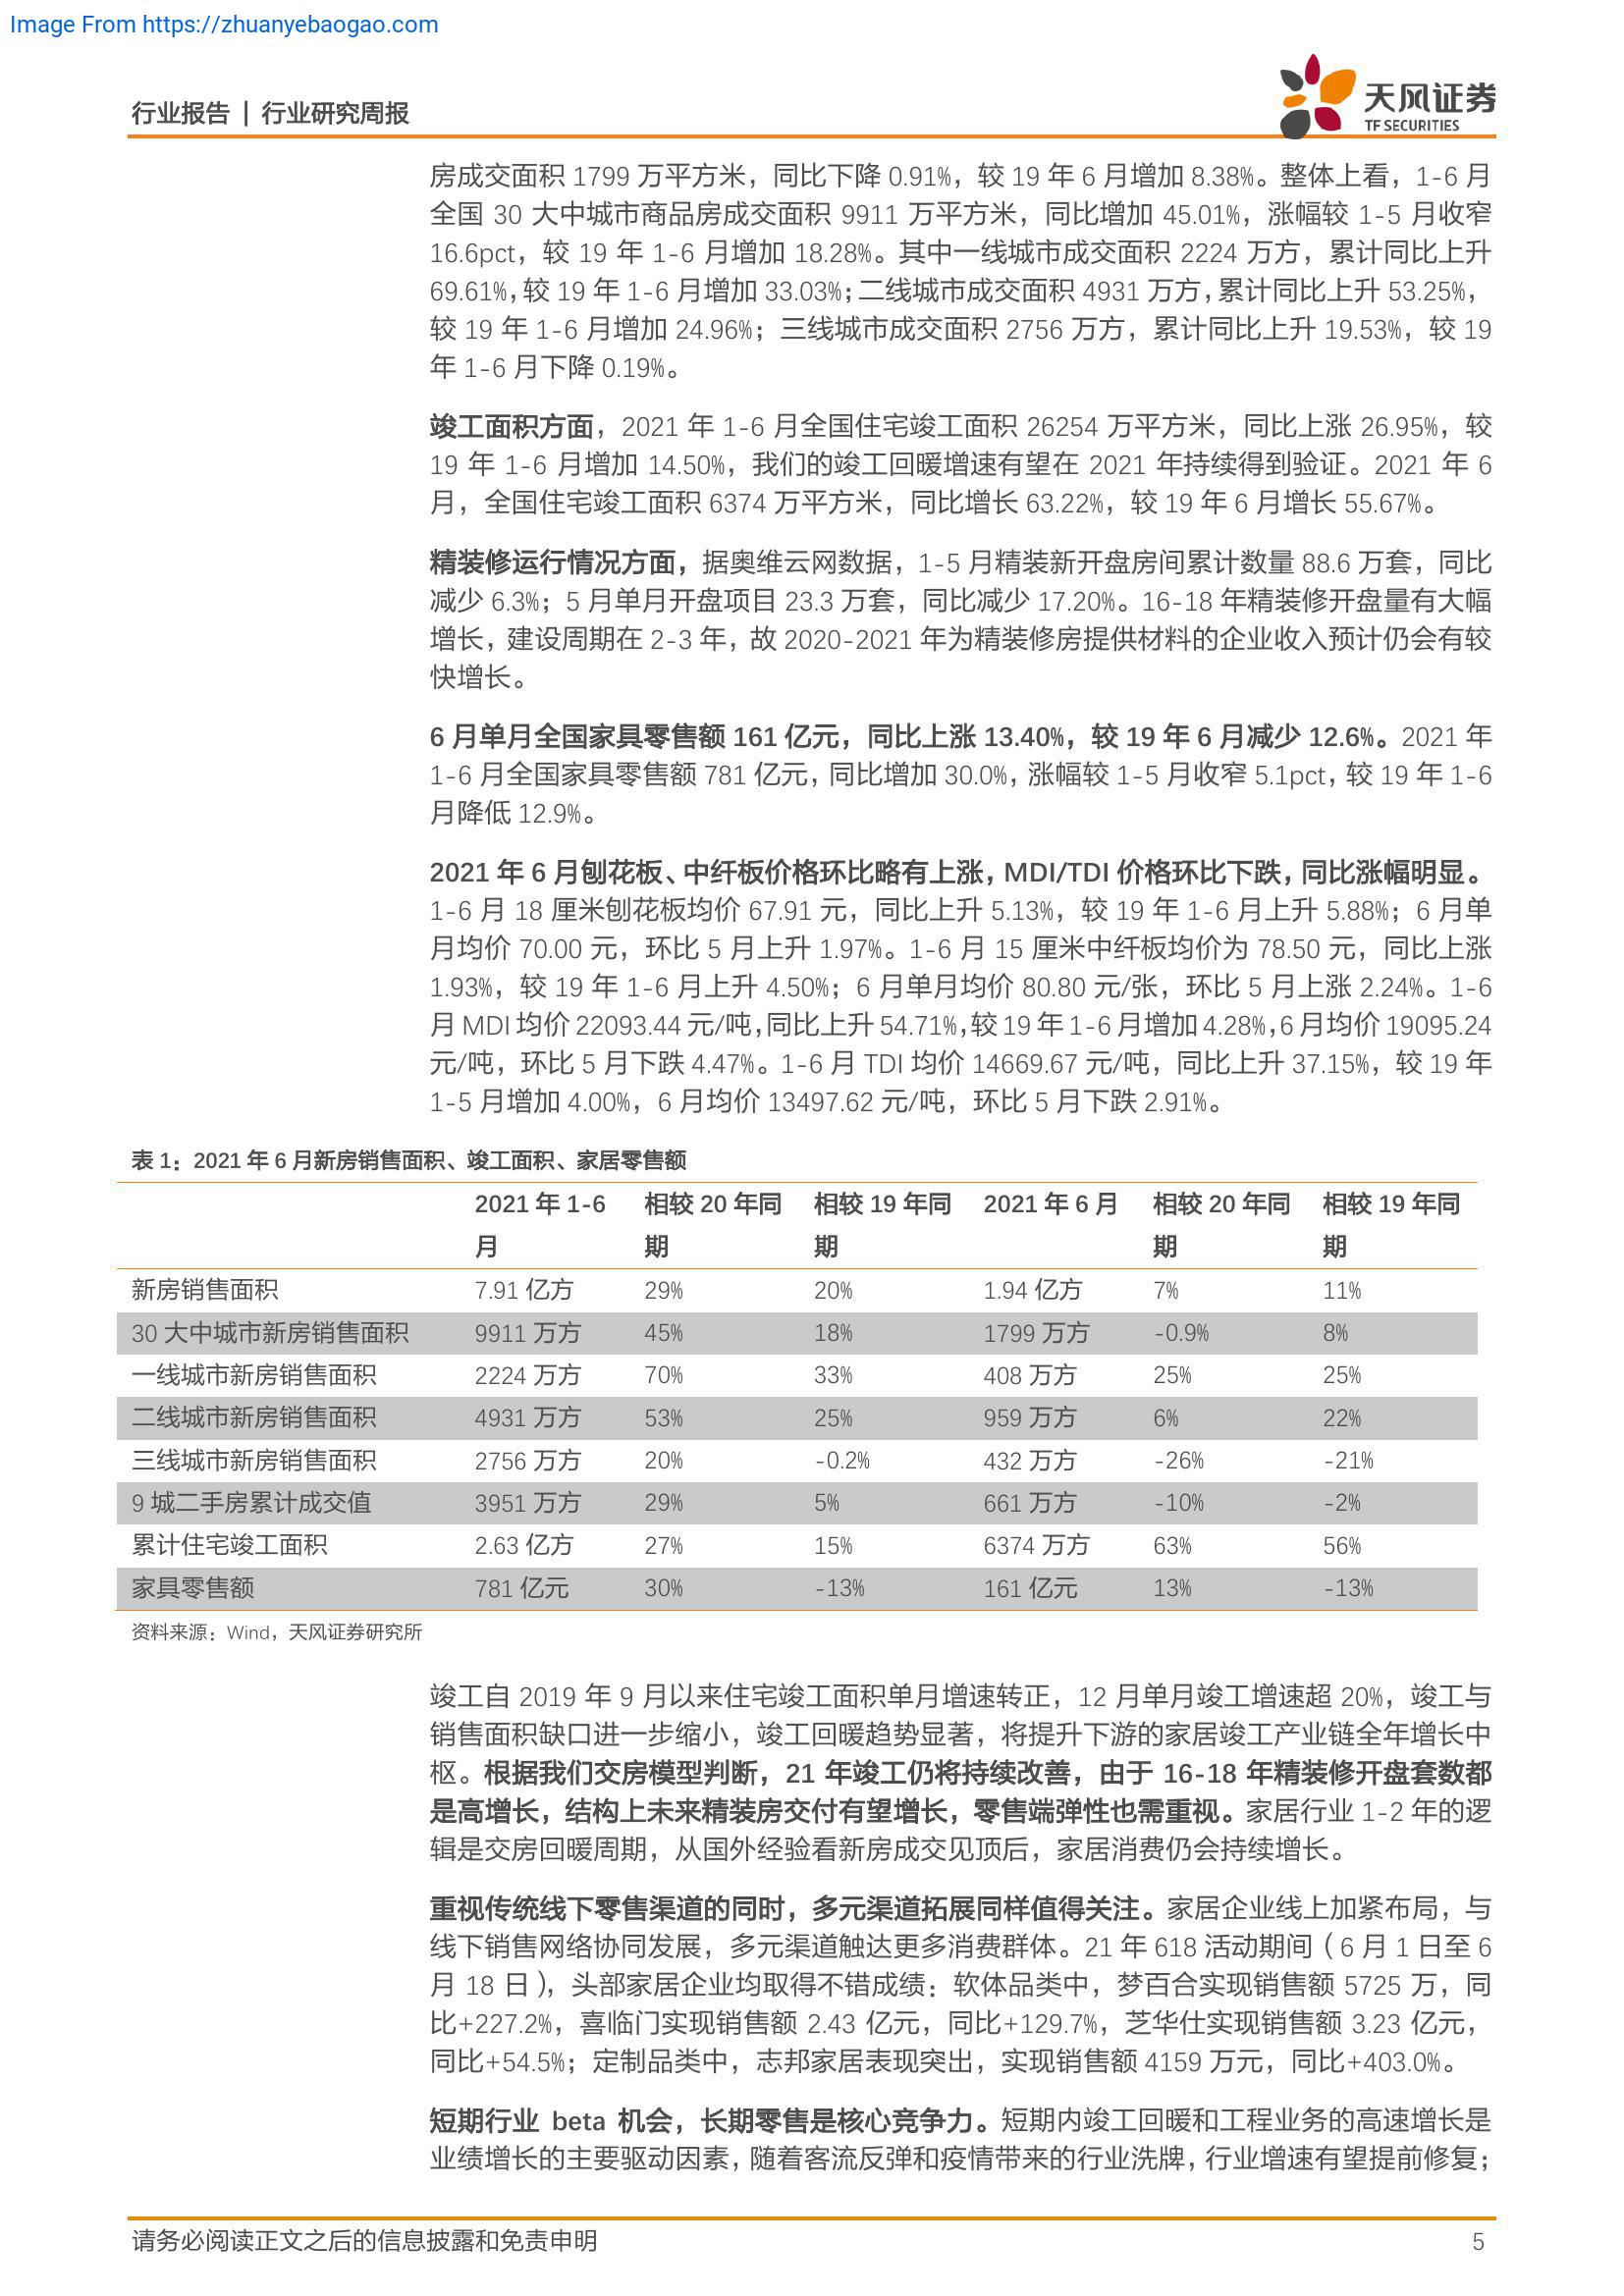 Image From https://zhuanyebaogao.com
行业报告 | 行业研究周报
天风证券
TF SECURITIES
房成交面积 1799 万平方米，同比下降 0.91%，较 19 年 6 月增加 8.38%。整体上看，1-6 月
全国 30 大中城市商品房成交面积 9911 万平方米，同比增加 45.01%，涨幅较 1-5 月收窄
16.6pct，较 19 年 1-6 月增加 18.28%。其中一线城市成交面积 2224 万方，累计同比上升
69.61%，较 19 年 1-6 月增加 33.03%；二线城市成交面积 4931 万方，累计同比上升 53.25%，
较 19 年 1-6 月增加 24.96%；三线城市成交面积 2756 万方，累计同比上升 19.53%，较 19
年 1-6 月下降 0.19%。
竣工面积方面，2021 年 1-6 月全国住宅竣工面积 26254 万平方米，同比上涨 26.95%，较
19 年 1-6 月增加 14.50%，我们的竣工回暖增速有望在 2021 年持续得到验证。2021 年 6
月，全国住宅竣工面积 6374 万平方米，同比增长 63.22%，较 19 年 6 月增长 55.67%。
精装修运行情况方面，据奥维云网数据，1-5 月精装新开盘房间累计数量 88.6 万套，同比
减少 6.3%；5 月单月开盘项目 23.3 万套，同比减少 17.20%。16-18 年精装修开盘量有大幅
增长，建设周期在 2-3 年，故 2020-2021 年为精装修房提供材料的企业收入预计仍会有较
快增长。
6 月单月全国家具零售额 161 亿元，同比上涨 13.40%，较 19 年 6 月减少 12.6%。2021 年
1-6 月全国家具零售额 781 亿元，同比增加 30.0%，涨幅较 1-5 月收窄 5.1pct，较 19 年 1-6
月降低 12.9%。
2021 年 6 月刨花板、中纤板价格环比略有上涨，MDI/TDI 价格环比下跌，同比涨幅明显。
1-6 月 18 厘米刨花板均价 67.91 元，同比上升 5.13%，较 19 年 1-6 月上升 5.88%；6 月单
月均价 70.00 元，环比 5 月上升 1.97%。1-6 月 15 厘米中纤板均价为 78.50 元，同比上涨
1.93%，较 19 年 1-6 月上升 4.50%；6 月单月均价 80.80 元/张，环比 5 月上涨 2.24%。1-6
月 MDI 均价 22093.44 元/吨，同比上升 54.71%，较 19 年 1-6 月增加 4.28%，6 月均价 19095.24
元/吨，环比 5 月下跌 4.47%。1-6 月 TDI 均价 14669.67 元/吨，同比上升 37.15%，较 19 年
1-5 月增加 4.00%，6 月均价 13497.62 元/吨，环比 5 月下跌 2.91%。
表 1：2021 年 6 月新房销售面积、竣工面积、家居零售额
2021 年 1-6 月 相较 20 年同期 相较 19 年同期 2021 年 6 月 相较 20 年同期 相较 19 年同期
新房销售面积 7.91 亿方 29% 20% 1.94 亿方 7% 11%
30 大中城市新房销售面积 9911 万方 45% 18% 1799 万方 -0.9% 8%
一线城市新房销售面积 2224 万方 70% 33% 408 万方 25% 25%
二线城市新房销售面积 4931 万方 53% 25% 959 万方 6% 22%
三线城市新房销售面积 2756 万方 20% -0.2% 432 万方 -26% -21%
9 城二手房累计成交值 3951 万方 29% 5% 661 万方 -10% -2%
累计住宅竣工面积 2.63 亿方 27% 15% 6374 万方 63% 56%
家具零售额 781 亿元 30% -13% 161 亿元 13% -13%
资料来源：Wind，天风证券研究所
竣工自 2019 年 9 月以来住宅竣工面积单月增速转正，12 月单月竣工增速超 20%，竣工与
销售面积缺口进一步缩小，竣工回暖趋势显著，将提升下游的家居竣工产业链全年增长中
枢。根据我们交房模型判断，21 年竣工仍将持续改善，由于 16-18 年精装修开盘套数都
是高增长，结构上未来精装房交付有望增长，零售端弹性也需重视。家居行业 1-2 年的逻
辑是交房回暖周期，从国外经验看新房成交见顶后，家居消费仍会持续增长。
重视传统线下零售渠道的同时，多元渠道拓展同样值得关注。家居企业线上加紧布局，与
线下销售网络协同发展，多元渠道触达更多消费群体。21 年 618 活动期间（6 月 1 日至 6
月 18 日），头部家居企业均取得不错成绩：软体品类中，梦百合实现销售额 5725 万，同
比+227.2%，喜临门实现销售额 2.43 亿元，同比+129.7%，芝华仕实现销售额 3.23 亿元，
同比+54.5%；定制品类中，志邦家居表现突出，实现销售额 4159 万元，同比+403.0%。
短期行业 beta 机会，长期零售是核心竞争力。短期内竣工回暖和工程业务的高速增长是
业绩增长的主要驱动因素，随着客流反弹和疫情带来的行业洗牌，行业增速有望提前修复；
请务必阅读正文之后的信息披露和免责申明
5